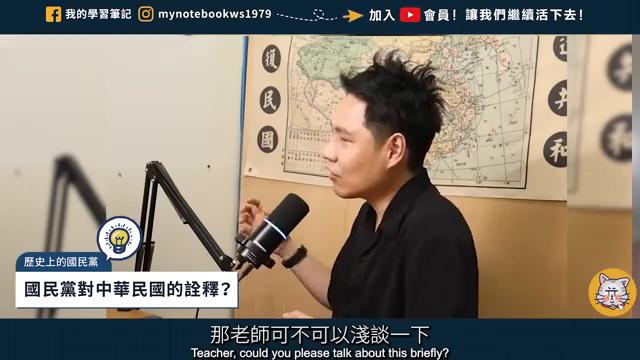 我的學習筆記 mynotebookws1979 加入 會員！讓我們繼續活下去！
復
民
國
共
和
歷史上的國民黨
國民黨對中華民國的詮釋？
那老師可不可以淺談一下
Teacher, could you please talk about this briefly?